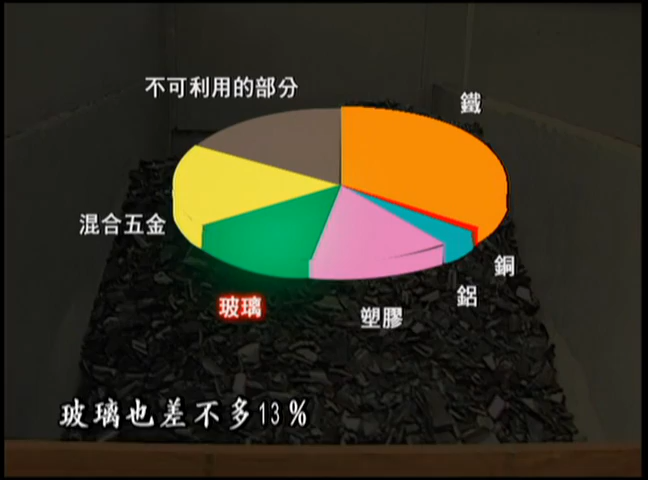 不可利用的部分
鐵
混合五金
銅
鋁
玻璃
塑膠
玻璃也差不多13%